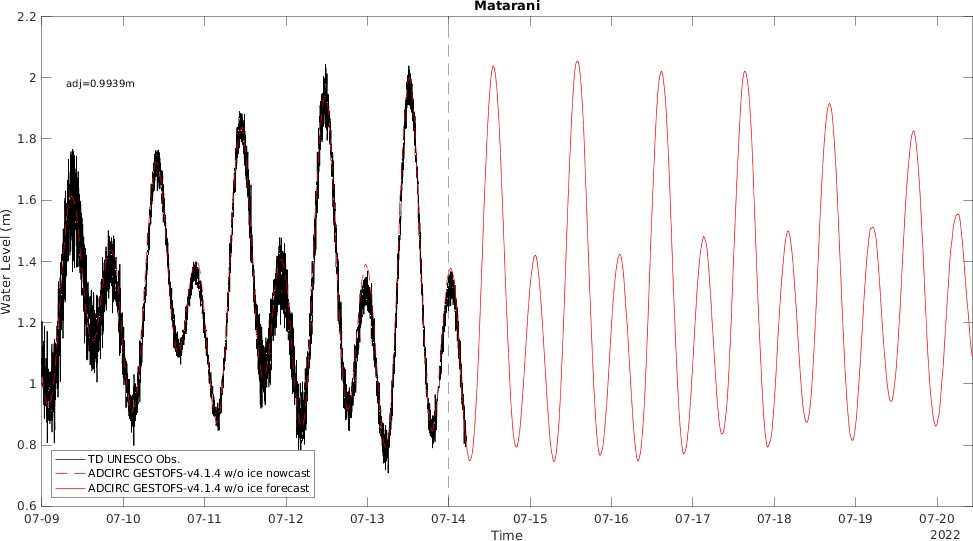 Matarani
2.2
2
1.8
1.6
1.4
1.2
1
0.8
0.6
Water Level (m)
adj=0.9939m
TD UNESCO Obs.
ADCIRC GESTOFS-v4.1.4 w/o ice nowcast
ADCIRC GESTOFS-v4.1.4 w/o ice forecast
07-09 07-10 07-11 07-12 07-13 07-14 07-15 07-16 07-17 07-18 07-19 07-20
2022
Time